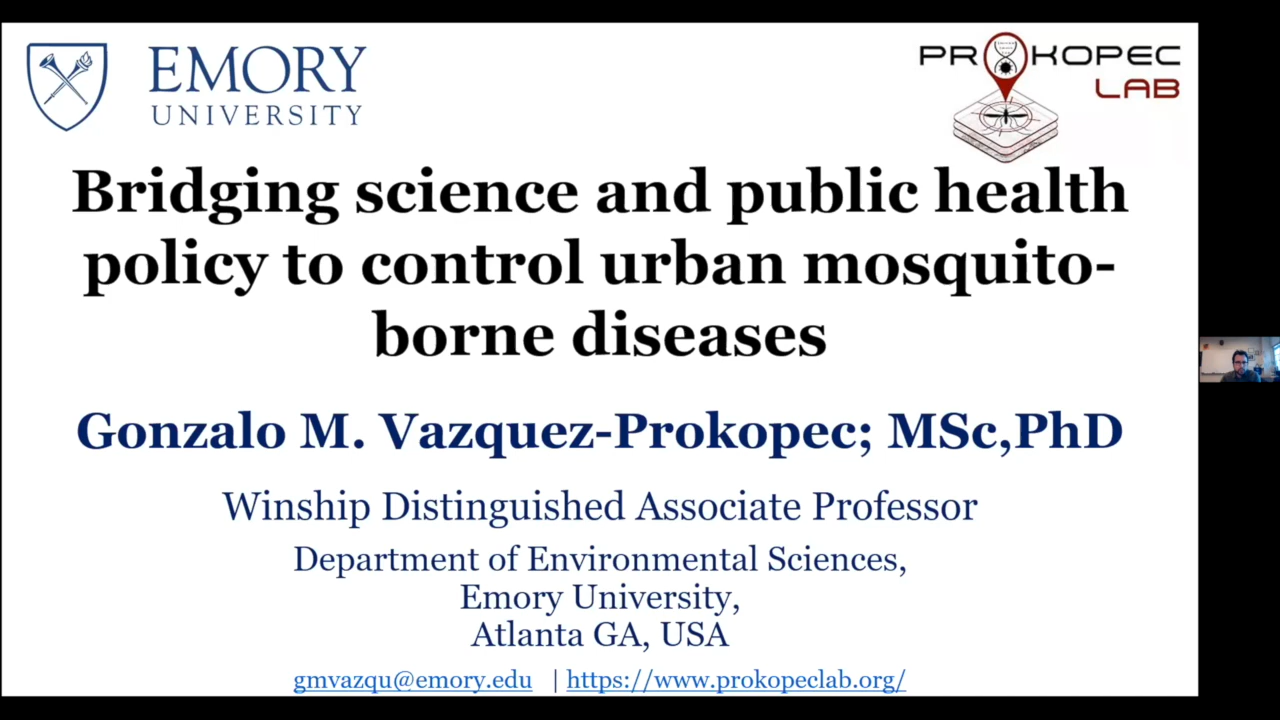 EMORY
UNIVERSITY
PROKOPEC
LAB
Bridging science and public health
policy to control urban mosquito-
borne diseases
Gonzalo M. Vazquez-Prokopec; MSc,PhD
Winship Distinguished Associate Professor
Department of Environmental Sciences,
Emory University,
Atlanta GA, USA
gmvazqu@emory.edu | https://www.prokopeclab.org/